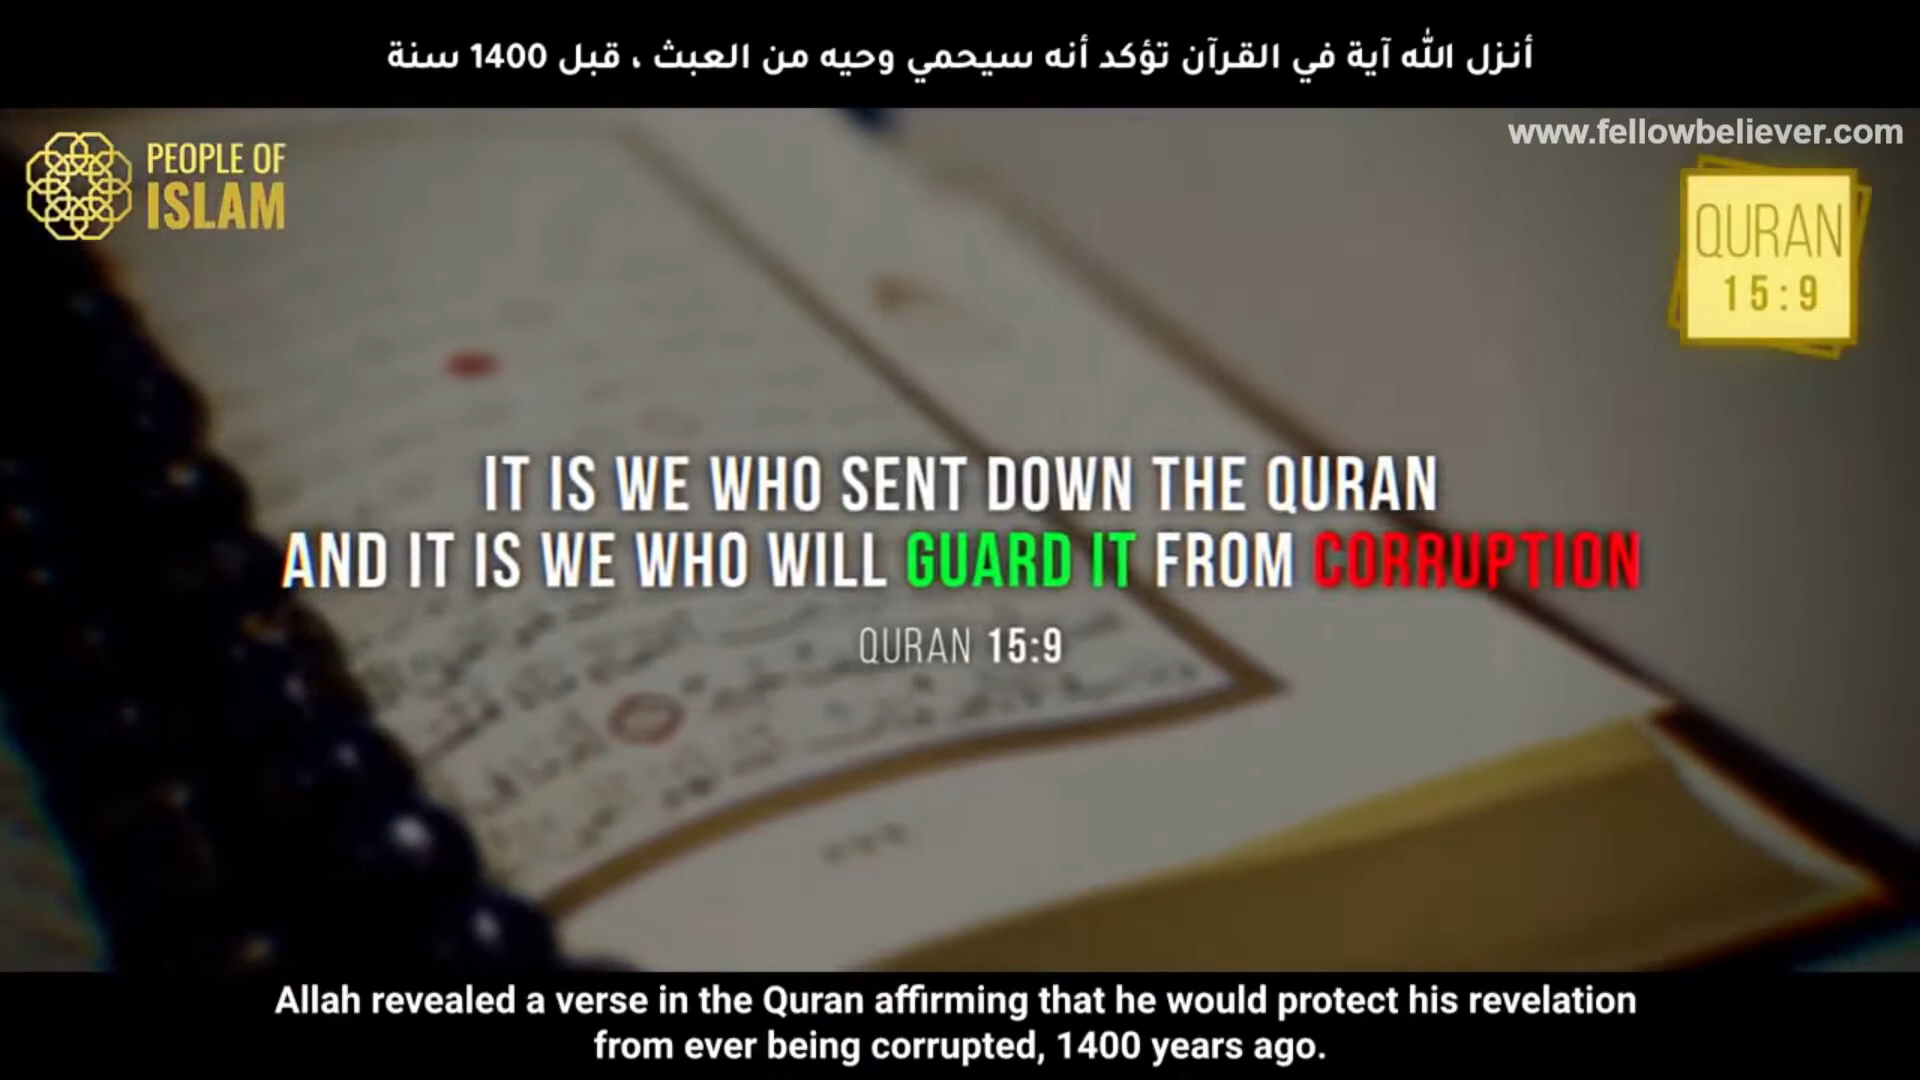 أنزل الله آية في القرآن تؤكد أنه سيحمي وحيه من العبث ، قبل 1400 سنة
www.fellowbeliever.com
PEOPLE OF
ISLAM
QURAN
15:9
IT IS WE WHO SENT DOWN THE QURAN
AND IT IS WE WHO WILL GUARD IT FROM CORRUPTION
QURAN 15:9
Allah revealed a verse in the Quran affirming that he would protect his revelation
from ever being corrupted, 1400 years ago.